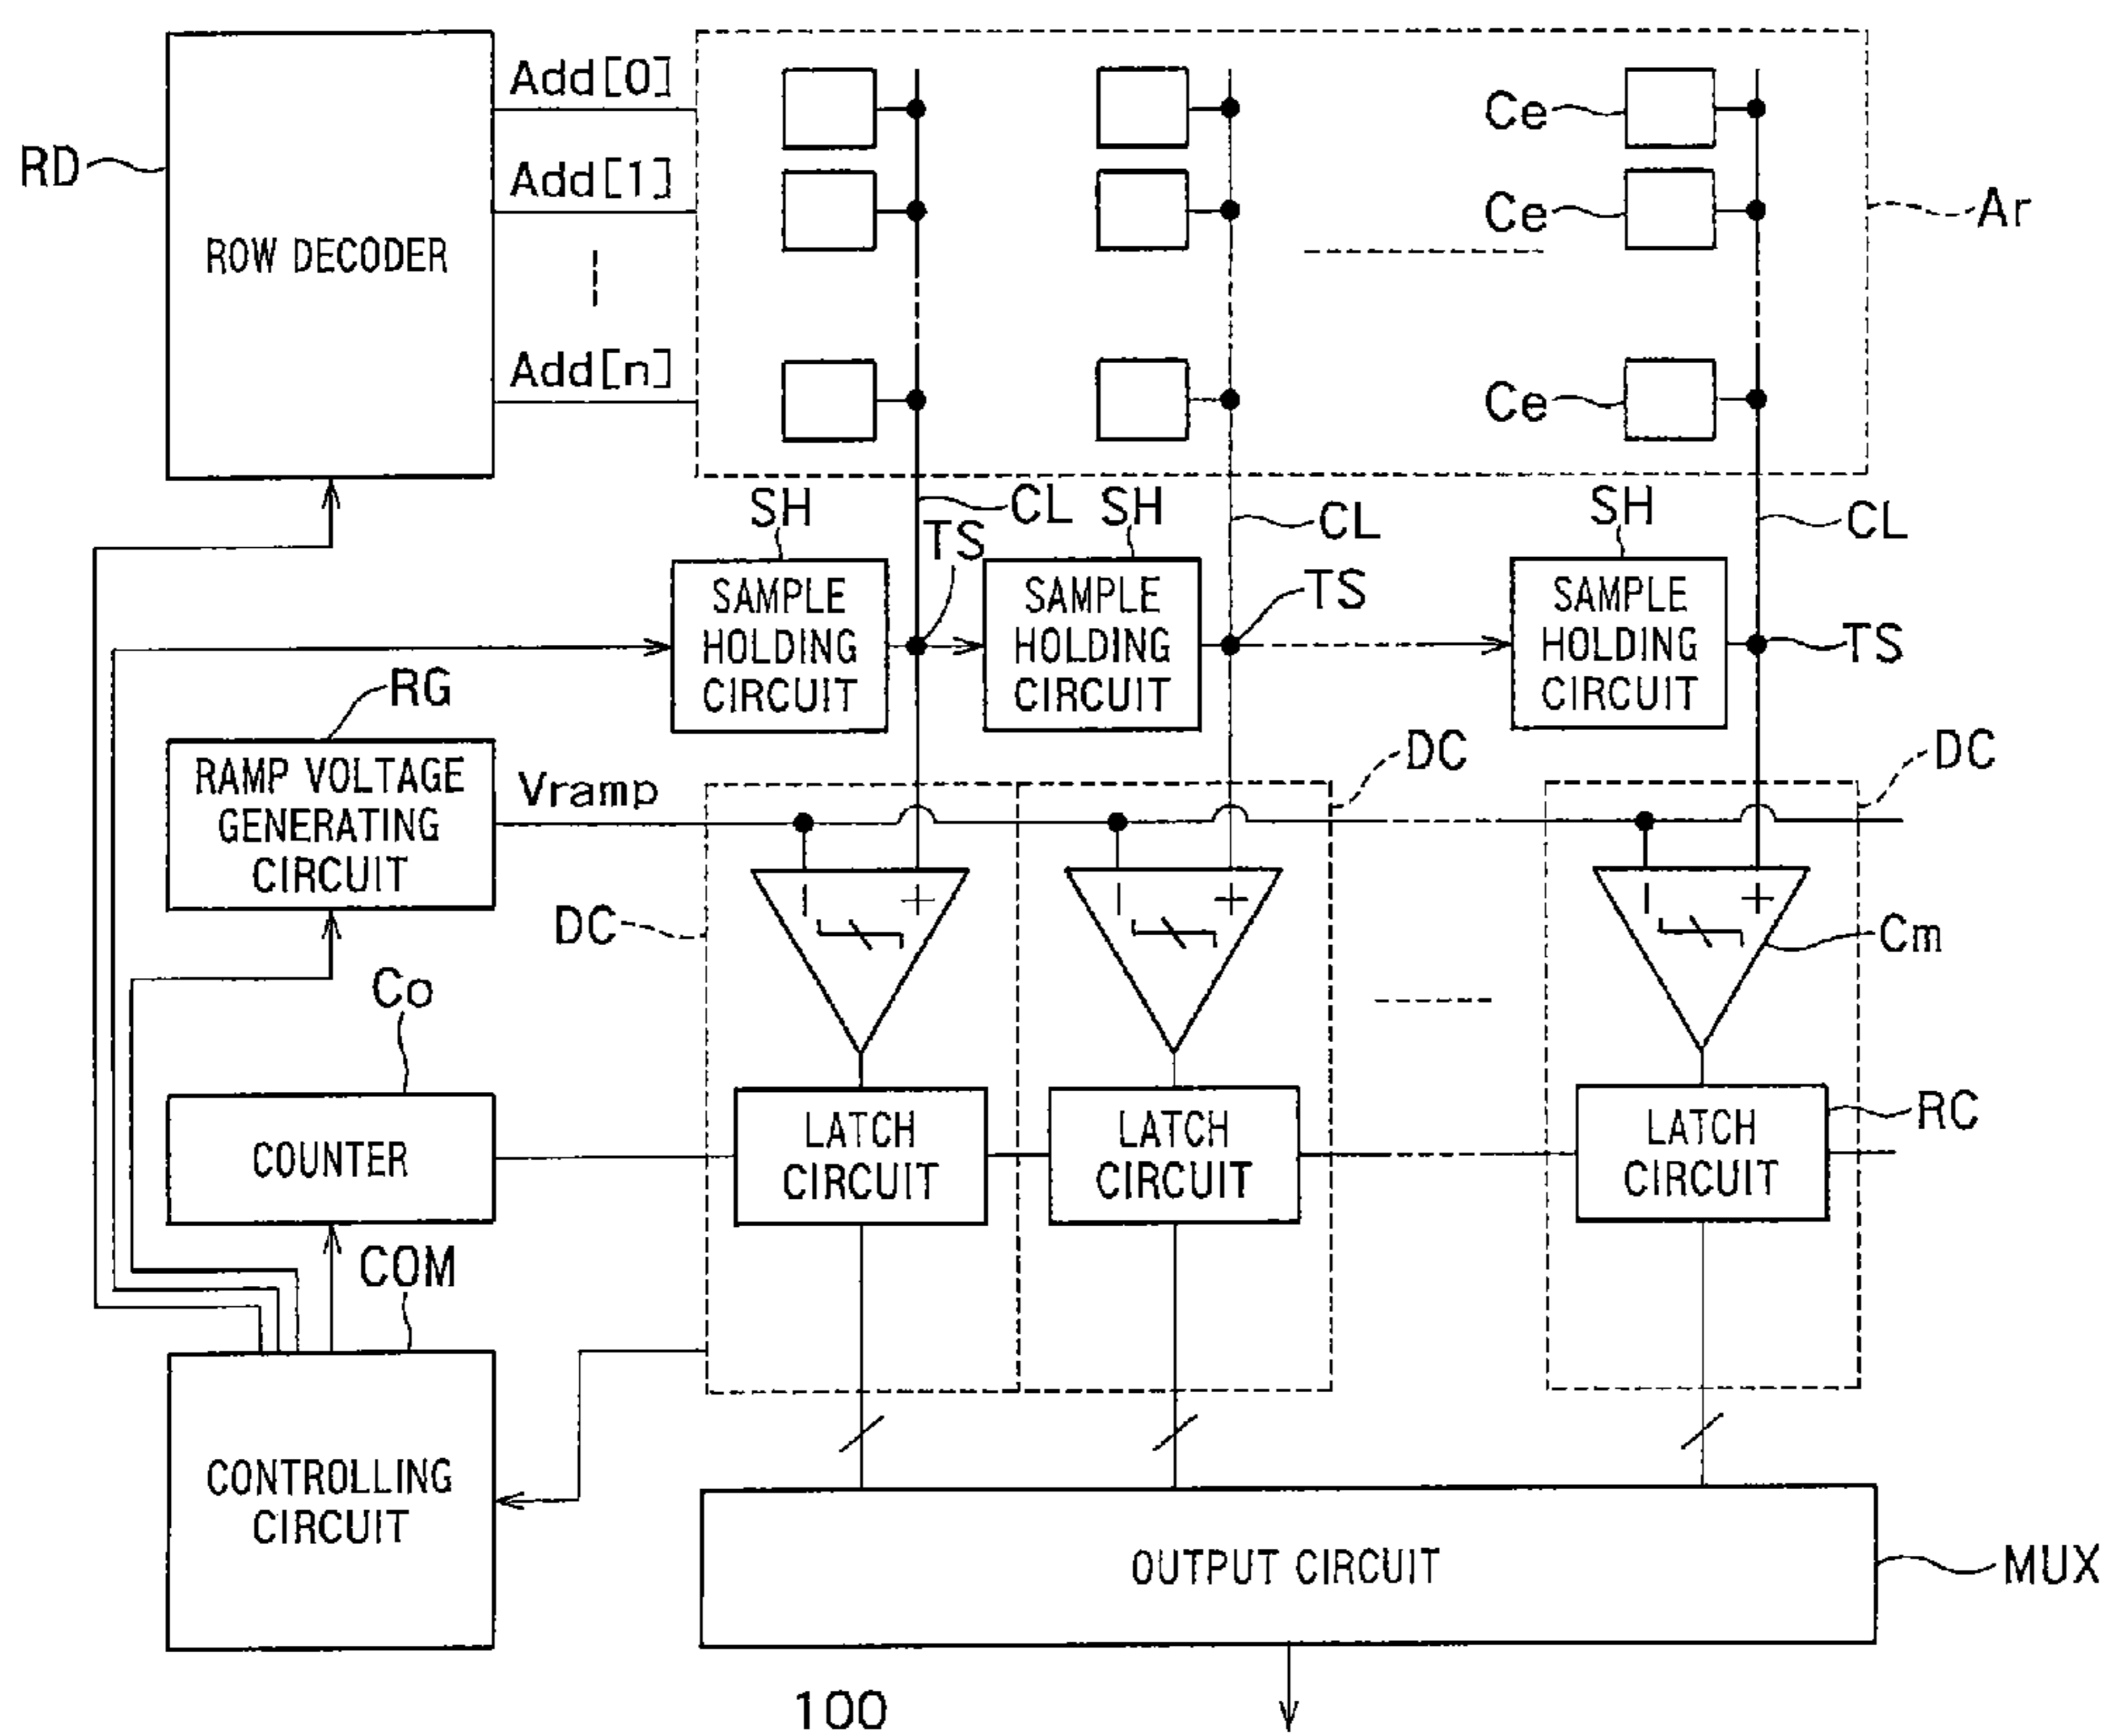 Add[0]
Ce
RD
Add[1]
Ce
Ar
ROW DECODER
Add[n]
Ce
SH
CL
SH
SH
TS
CL
CL
SAMPLE
HOLDING
CIRCUIT
SAMPLE
HOLDING
CIRCUIT
TS
SAMPLE
HOLDING
CIRCUIT
TS
RG
RAMP VOLTAGE
GENERATING
CIRCUIT
Vramp
DC
DC
− +
− +
− +
DC
Cm
Co
COUNTER
LATCH
CIRCUIT
LATCH
CIRCUIT
LATCH
CIRCUIT
RC
COM
CONTROLLING
CIRCUIT
OUTPUT CIRCUIT
MUX
100